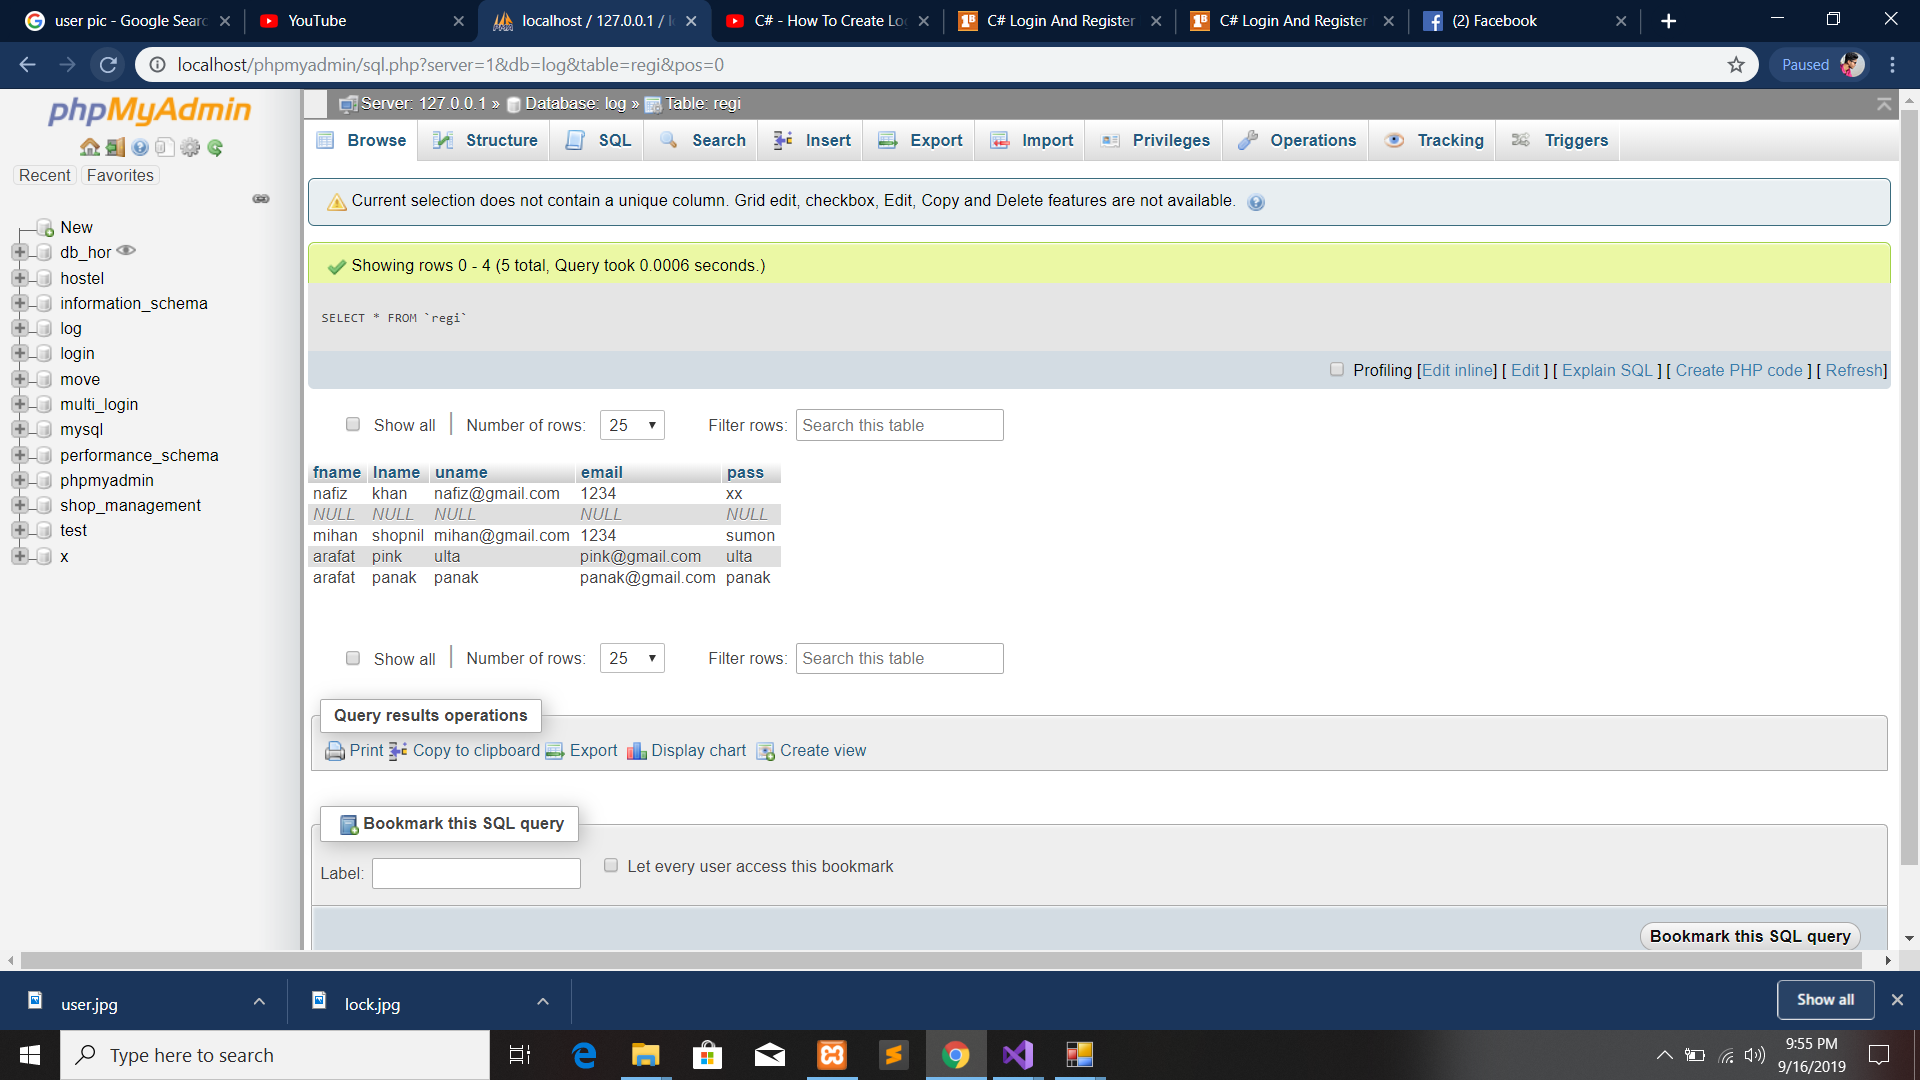 user pic - Google Searc
YouTube
localhost / 127.0.0.1 / l
C# - How To Create Lo
C# Login And Register
C# Login And Register
(2) Facebook
localhost/phpmyadmin/sql.php?server=1&db=log&table=regi&pos=0
Paused
phpMyAdmin
Recent Favorites
New
db_hor
hostel
information_schema
log
login
move
multi_login
mysql
performance_schema
phpmyadmin
shop_management
test
x
Server: 127.0.0.1 » Database: log » Table: regi
Browse Structure SQL Search Insert Export Import Privileges Operations Tracking Triggers
Current selection does not contain a unique column. Grid edit, checkbox, Edit, Copy and Delete features are not available.
Showing rows 0 - 4 (5 total, Query took 0.0006 seconds.)
SELECT * FROM `regi`
Profiling [Edit inline] [ Edit ] [ Explain SQL ] [ Create PHP code ] [ Refresh]
Show all Number of rows: 25 Filter rows: Search this table
fname lname uname email pass
nafiz khan nafiz@gmail.com 1234 xx
NULL NULL NULL NULL NULL
mihan shopnil mihan@gmail.com 1234 sumon
arafat pink ulta pink@gmail.com ulta
arafat panak panak panak@gmail.com panak
Show all Number of rows: 25 Filter rows: Search this table
Query results operations
Print Copy to clipboard Export Display chart Create view
Bookmark this SQL query
Label: Let every user access this bookmark
Bookmark this SQL query
user.jpg lock.jpg Show all
Type here to search
9:55 PM
9/16/2019